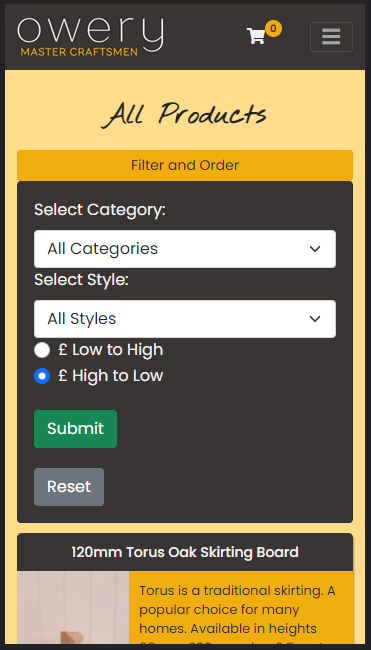 owery
MASTER CRAFTSMEN
0
All Products
Filter and Order
Select Category:
All Categories
Select Style:
All Styles
£ Low to High
£ High to Low
Submit
Reset
120mm Torus Oak Skirting Board
Torus is a traditional skirting. A
popular choice for many
homes. Available in heights